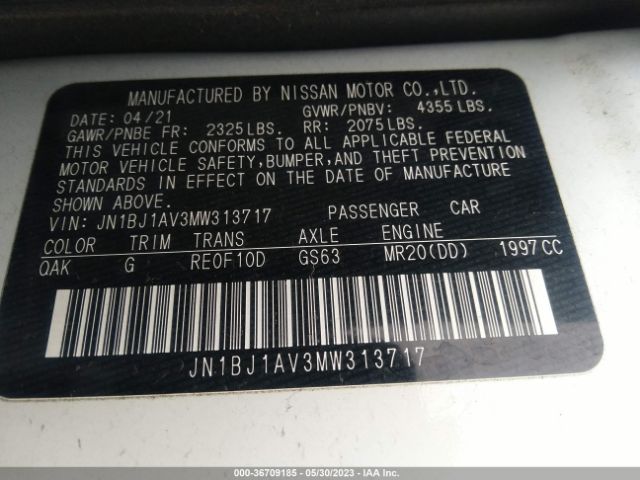 MANUFACTURED BY NISSAN MOTOR CO.,LTD.
DATE: 04/21 GVWR/PNBV: 4355 LBS.
GAWR/PNBE FR: 2325 LBS. RR: 2075 LBS.
THIS VEHICLE CONFORMS TO ALL APPLICABLE FEDERAL
MOTOR VEHICLE SAFETY, BUMPER, AND THEFT PREVENTION
STANDARDS IN EFFECT ON THE DATE OF MANUFACTURE
SHOWN ABOVE.
VIN: JN1BJ1AV3MW313717 PASSENGER CAR
COLOR TRIM TRANS AXLE ENGINE
QAK G RE0F10D GS63 MR20(DD) 1997CC
JN1BJ1AV3MW313717
000-36709185 - 05/30/2023 - IAA Inc.